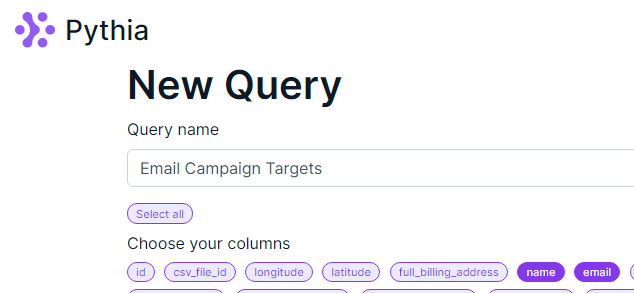 Pythia
New Query
Query name
Email Campaign Targets
Select all
Choose your columns
id csv_file_id longitude latitude full_billing_address name email